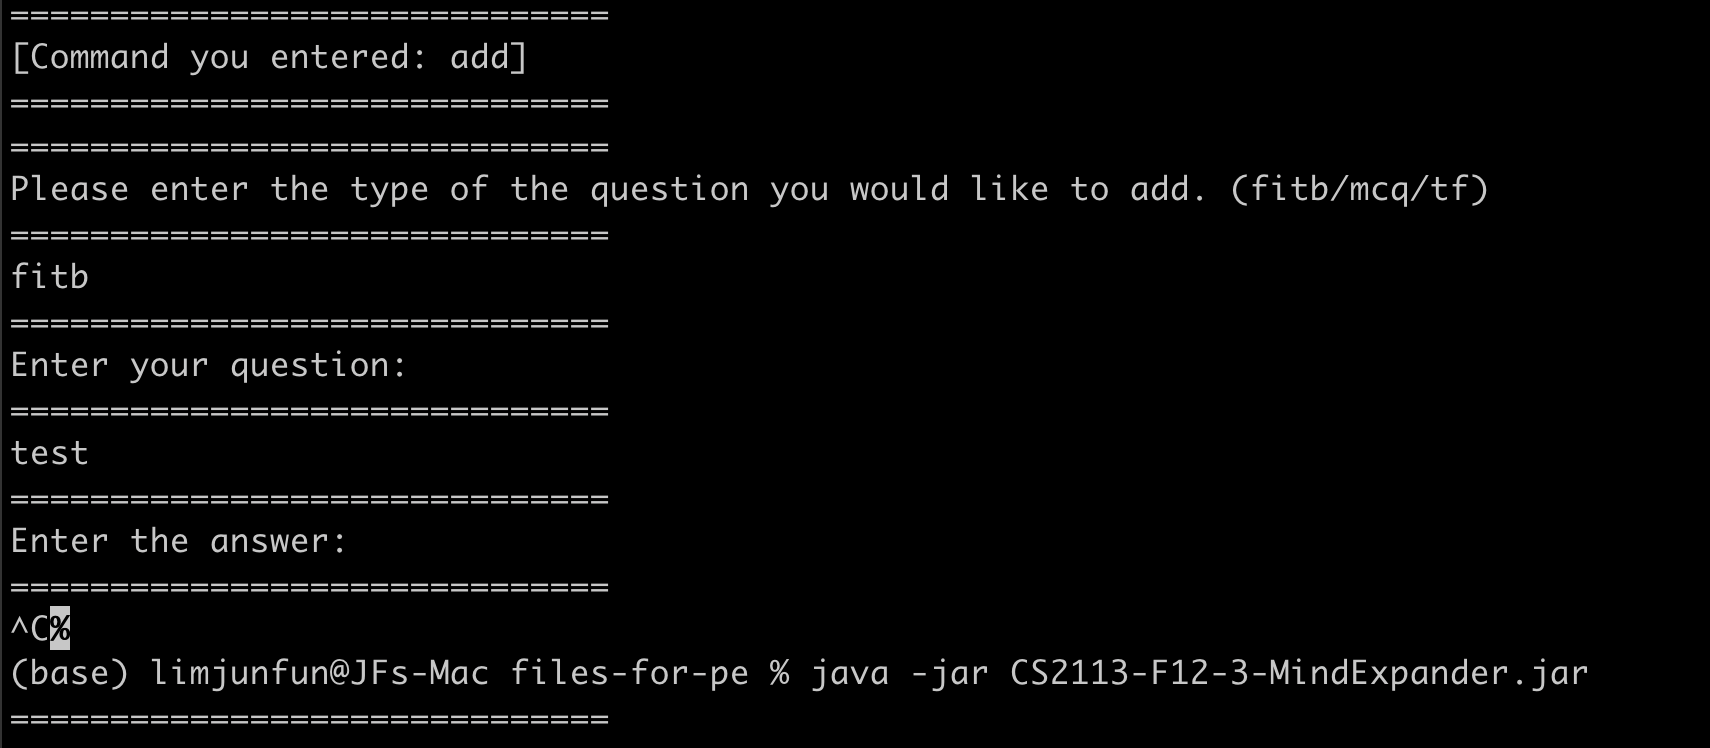 ==============================
[Command you entered: add]
==============================
==============================
Please enter the type of the question you would like to add. (fitb/mcq/tf)
==============================
fitb
==============================
Enter your question:
==============================
test
==============================
Enter the answer:
==============================
^C%
(base) limjunfun@JFs-Mac files-for-pe % java -jar CS2113-F12-3-MindExpander.jar
==============================